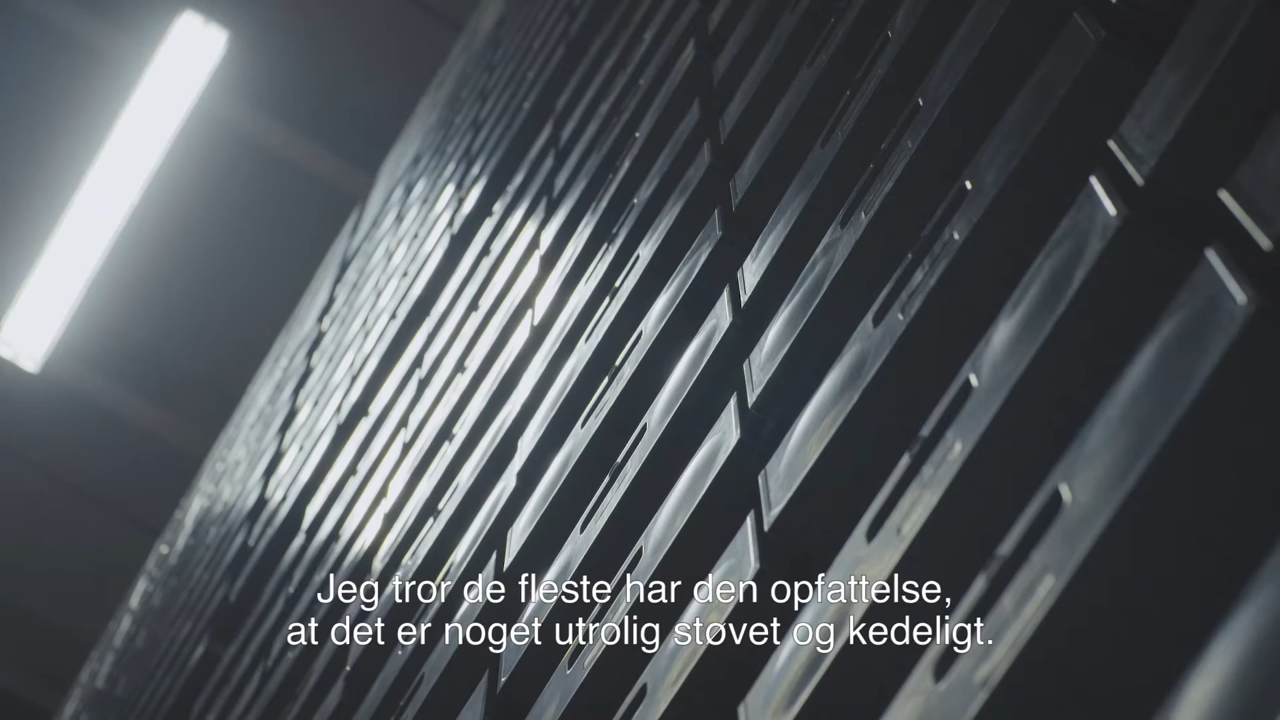 Jeg tror de fleste har den opfattelse,
at det er noget utrolig støvet og kedeligt.